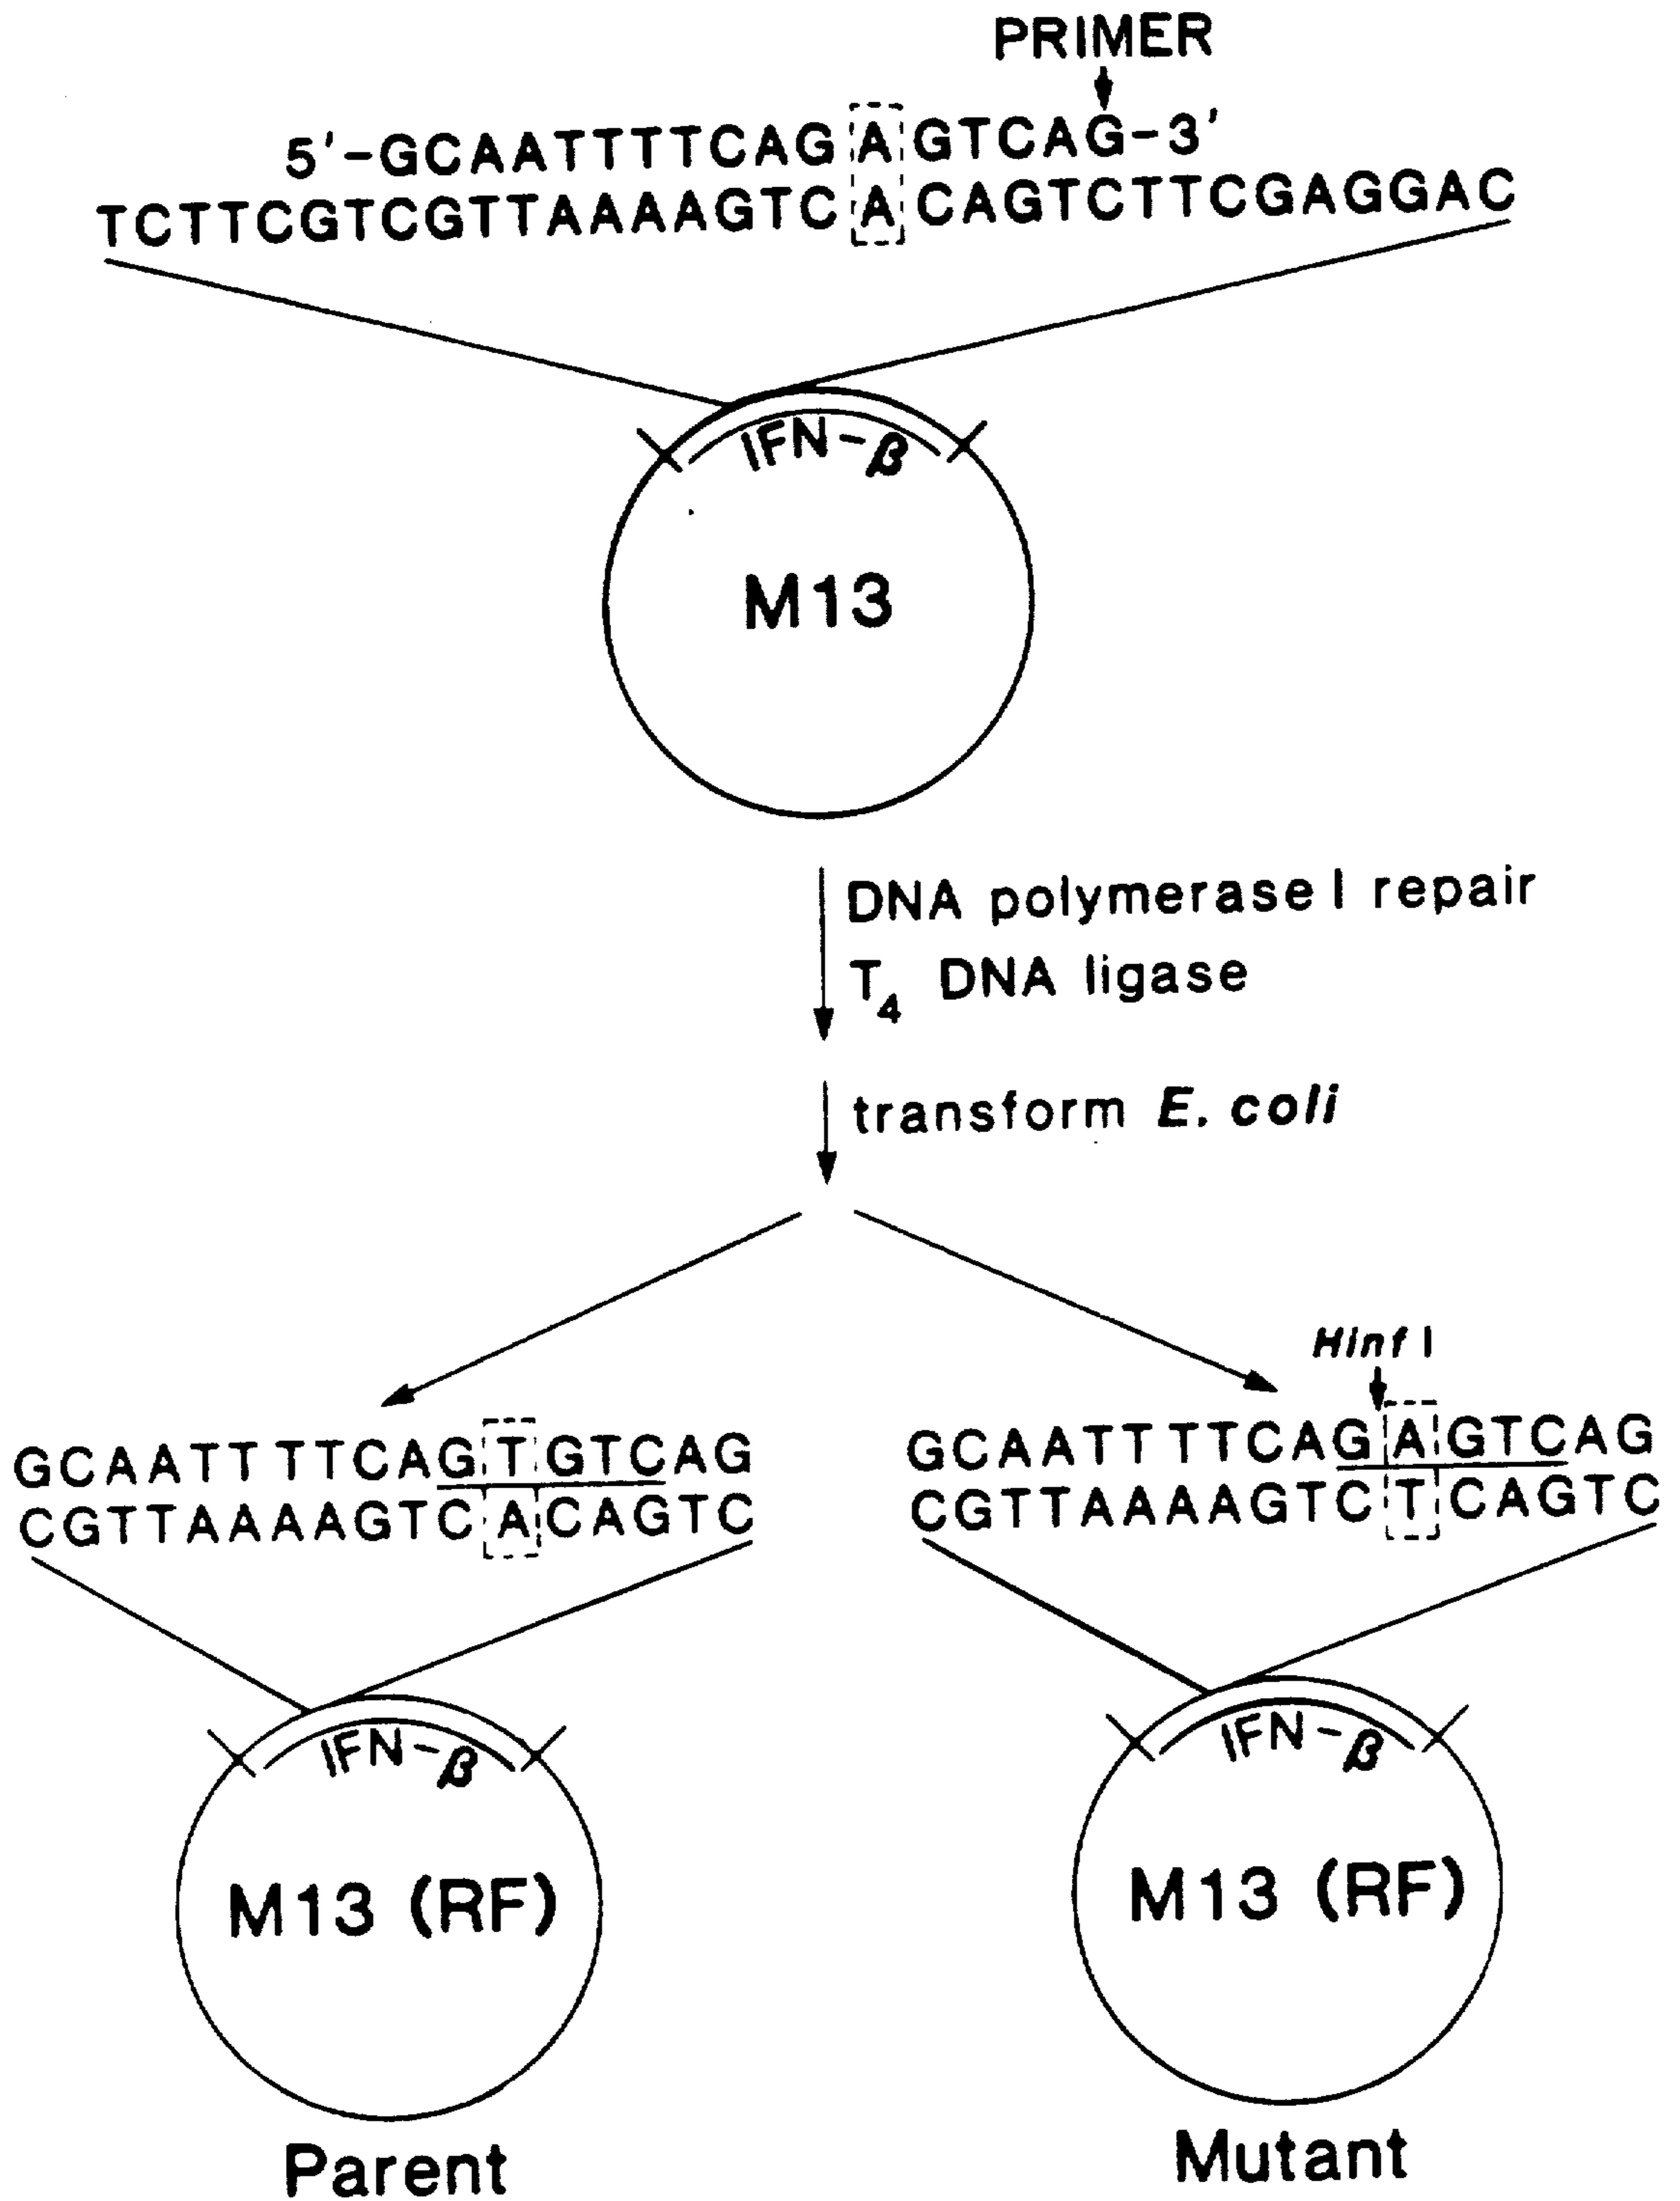 PRIMER
5'-GCAATTTTCAG A GTCAG-3'
TCTTCGTCGTTAAAAGTC A CAGTCTTCGAGGAC
IFN-β
M13
DNA polymerase I repair
T4 DNA ligase
transform E. coli
HinfI
GCAATTTTCAG T GTCAG
CGTTAAAAGTC A CAGTC
GCAATTTTCAG A GTCAG
CGTTAAAAGTC T CAGTC
IFN-β
M13 (RF)
Parent
IFN-β
M13 (RF)
Mutant